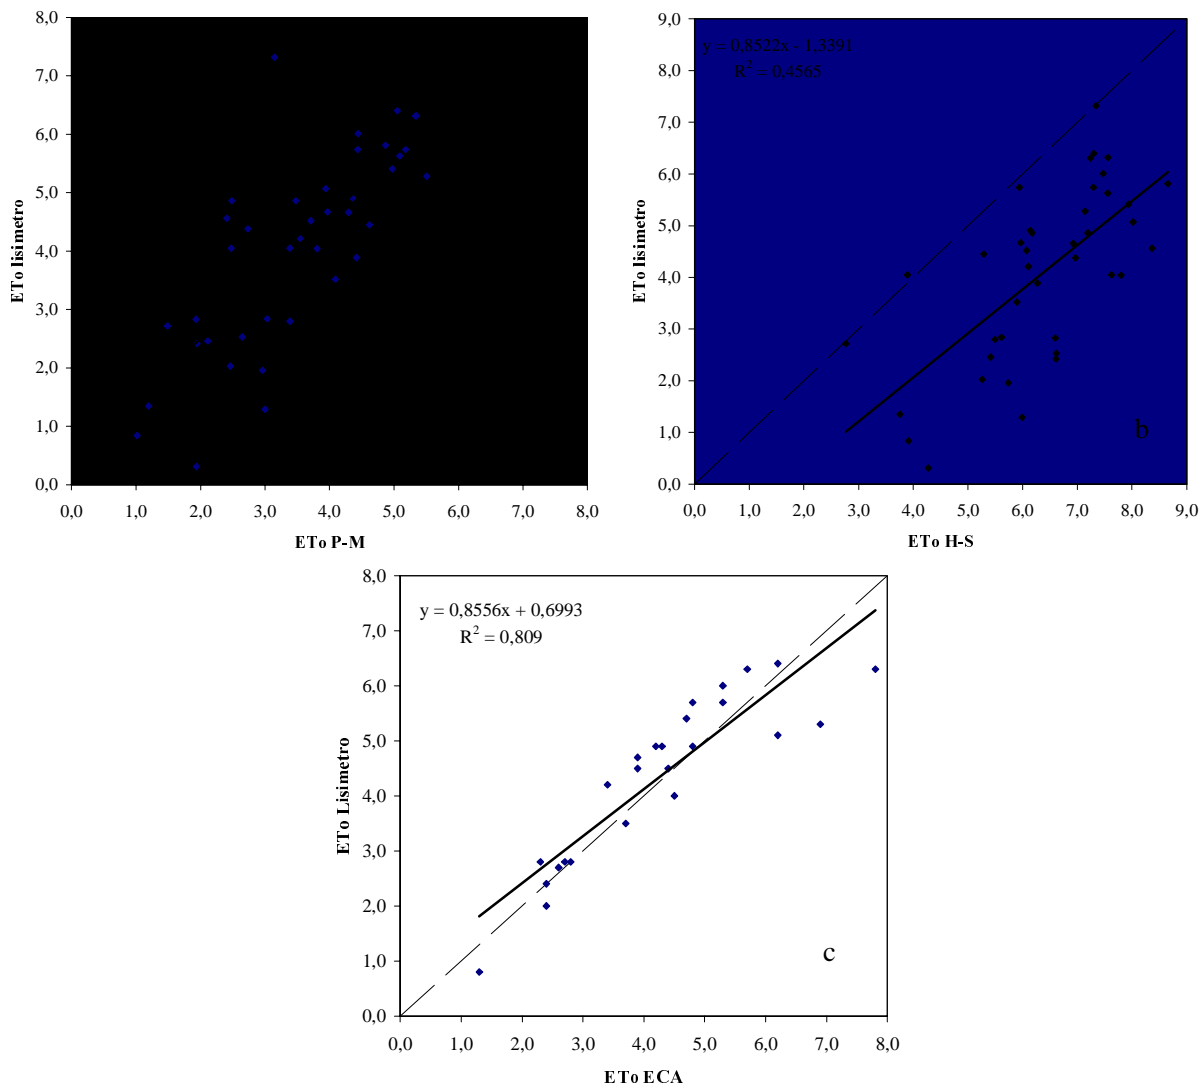 8,0
7,0
6,0
5,0
4,0
3,0
2,0
1,0
0,0
ETo lisimetro
0,0 1,0 2,0 3,0 4,0 5,0 6,0 7,0 8,0
ETo P-M
9,0
8,0
7,0
6,0
5,0
4,0
3,0
2,0
1,0
0,0
ETo lisimetro
y = 0,8522x - 1,3391
R² = 0,4565
b
0,0 1,0 2,0 3,0 4,0 5,0 6,0 7,0 8,0 9,0
ETo H-S
8,0
7,0
6,0
5,0
4,0
3,0
2,0
1,0
0,0
ETo Lisimetro
y = 0,8556x + 0,6993
R² = 0,809
c
0,0 1,0 2,0 3,0 4,0 5,0 6,0 7,0 8,0
ETo ECA